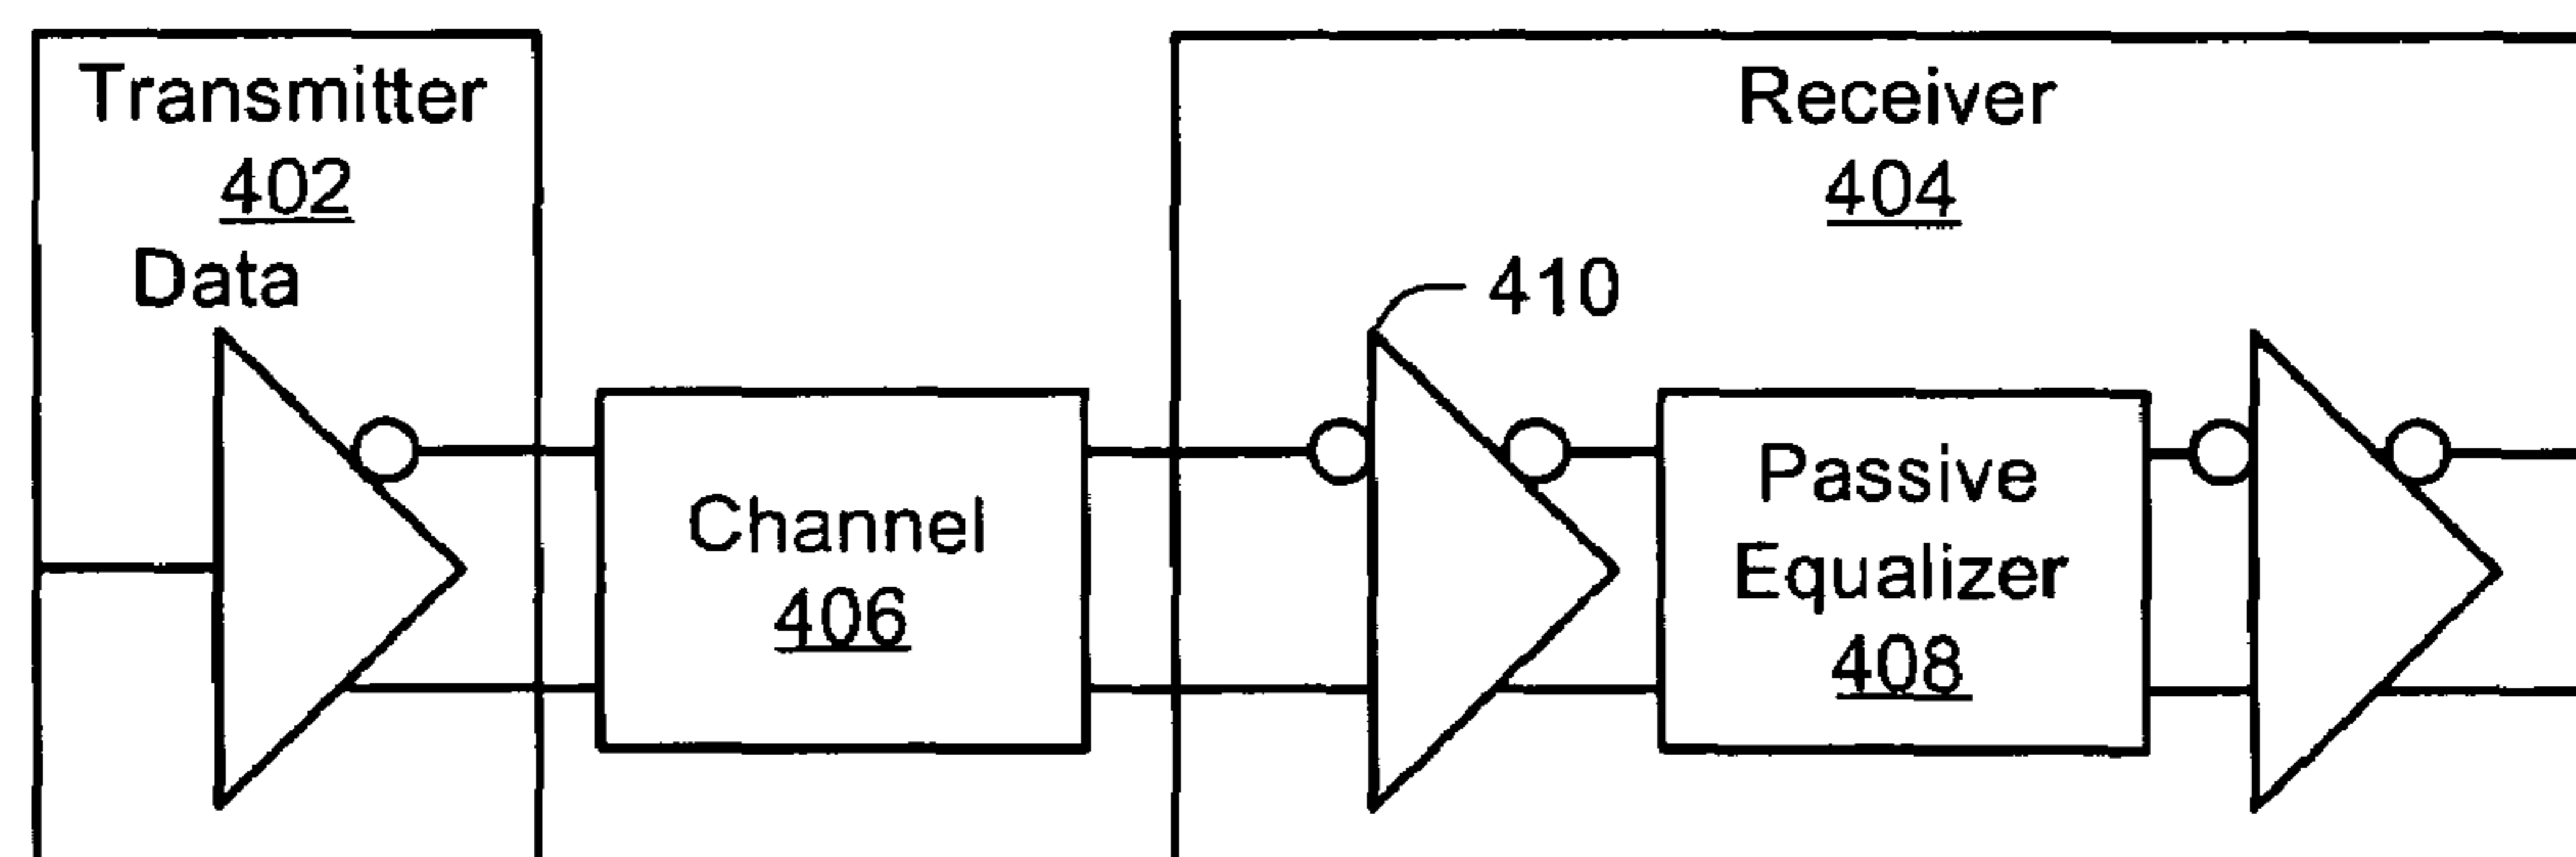 Transmitter
402
Data
Channel
406
Receiver
404
410
Passive
Equalizer
408